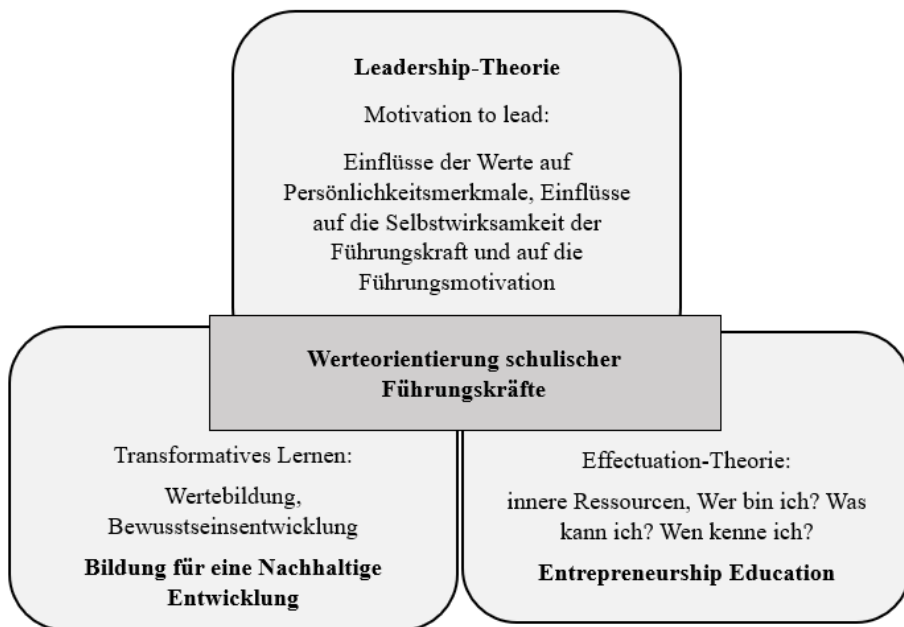 Leadership-Theorie
Motivation to lead:
Einflüsse der Werte auf
Persönlichkeitsmerkmale, Einflüsse
auf die Selbstwirksamkeit der
Führungskraft und auf die
Führungsmotivation
Werteorientierung schulischer
Führungskräfte
Transformatives Lernen:
Wertebildung,
Bewusstseinsentwicklung
Bildung für eine Nachhaltige
Entwicklung
Effectuation-Theorie:
innere Ressourcen, Wer bin ich? Was
kann ich? Wen kenne ich?
Entrepreneurship Education